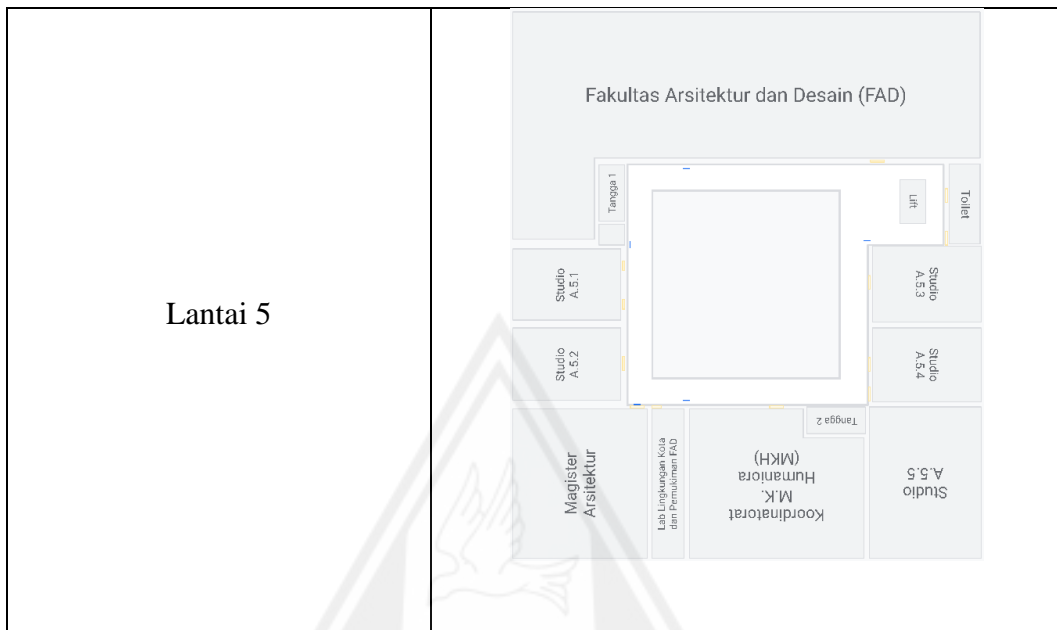 Lantai 5
Fakultas Arsitektur dan Desain (FAD)
Tangga 1
Lift
Toilet
Studio
A.5.1
Studio
A.5.3
Studio
A.5.2
Studio
A.5.4
Magister
Arsitektur
Lab Lingkungan Kota
dan Pemukiman FAD
Koordinatorat
M.K.
Humaniora
(MKH)
Tangga 2
Studio
A.5.5